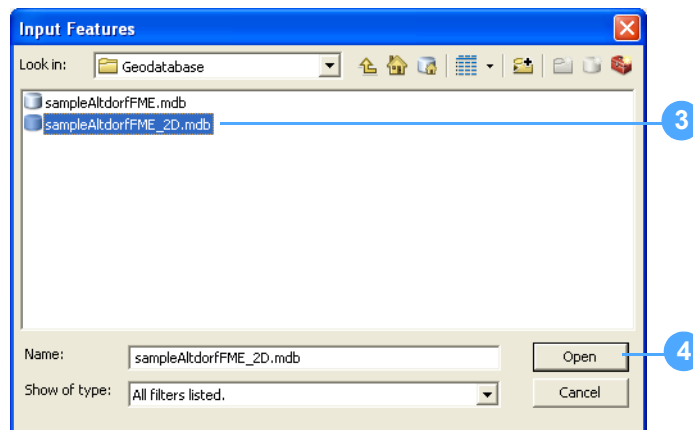 Input Features
Look in: Geodatabase
sampleAltdorfFME.mdb
sampleAltdorfFME_2D.mdb 3
Name: sampleAltdorfFME_2D.mdb Open 4
Show of type: All filters listed. Cancel